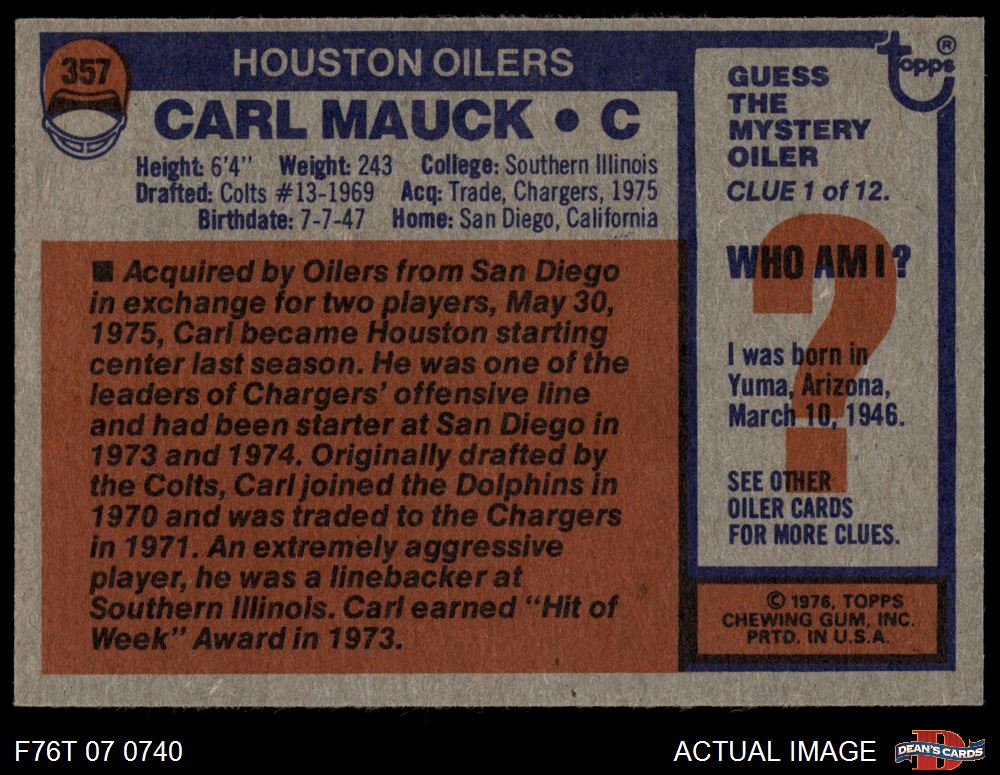 357
HOUSTON OILERS
CARL MAUCK • C
Height: 6'4" Weight: 243 College: Southern Illinois
Drafted: Colts #13-1969 Acq: Trade, Chargers, 1975
Birthdate: 7-7-47 Home: San Diego, California
■ Acquired by Oilers from San Diego
in exchange for two players, May 30,
1975, Carl became Houston starting
center last season. He was one of the
leaders of Chargers' offensive line
and had been starter at San Diego in
1973 and 1974. Originally drafted by
the Colts, Carl joined the Dolphins in
1970 and was traded to the Chargers
in 1971. An extremely aggressive
player, he was a linebacker at
Southern Illinois. Carl earned "Hit of
Week" Award in 1973.
topps ®
GUESS
THE
MYSTERY
OILER
CLUE 1 of 12.
WHO AM I?
?
I was born in
Yuma, Arizona,
March 10, 1946.
SEE OTHER
OILER CARDS
FOR MORE CLUES.
© 1976, TOPPS
CHEWING GUM, INC.
PRTD. IN U.S.A.
F76T 07 0740
ACTUAL IMAGE
D
DEAN'S CARDS